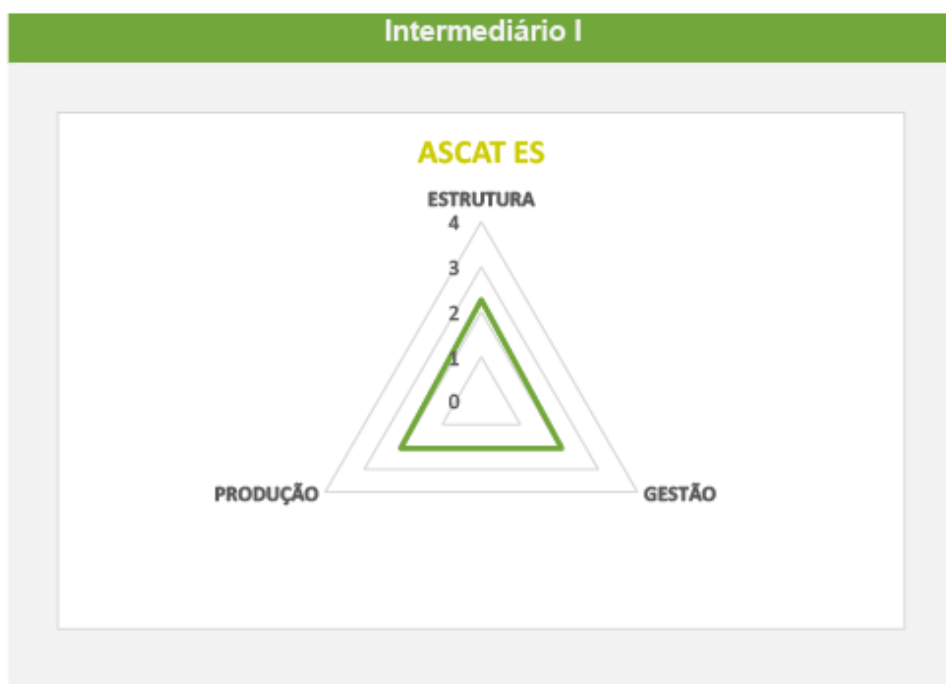 Intermediário I
ASCAT ES
ESTRUTURA
4
3
2
1
0
PRODUÇÃO
GESTÃO